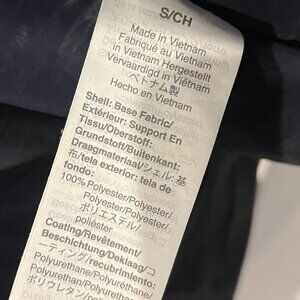 S/CH
Made in Vietnam
Fabriqué au Vietnam
in Vietnam Hergestellt
Vervaardigd in Viëtnam
ベトナム製
Hecho en Vietnam
Shell: Base Fabric/
Extérieur: Support En
Tissu/Oberstoff:
Grundstoff/Buitenkant:
Draagmateriaal/シェル: 基
布/tela exterior: tela de
fondo:
100% Polyester/Polyester/
Polyester/Polyester/
ポリエステル/
poliéster
Coating/Revêtement/
Beschichtung/Deklaag/コ
ーティング/recubrimiento:
Polyurethane/Polyuréthane/
Polyurethan/Polyurethaan/
ポリウレタン/